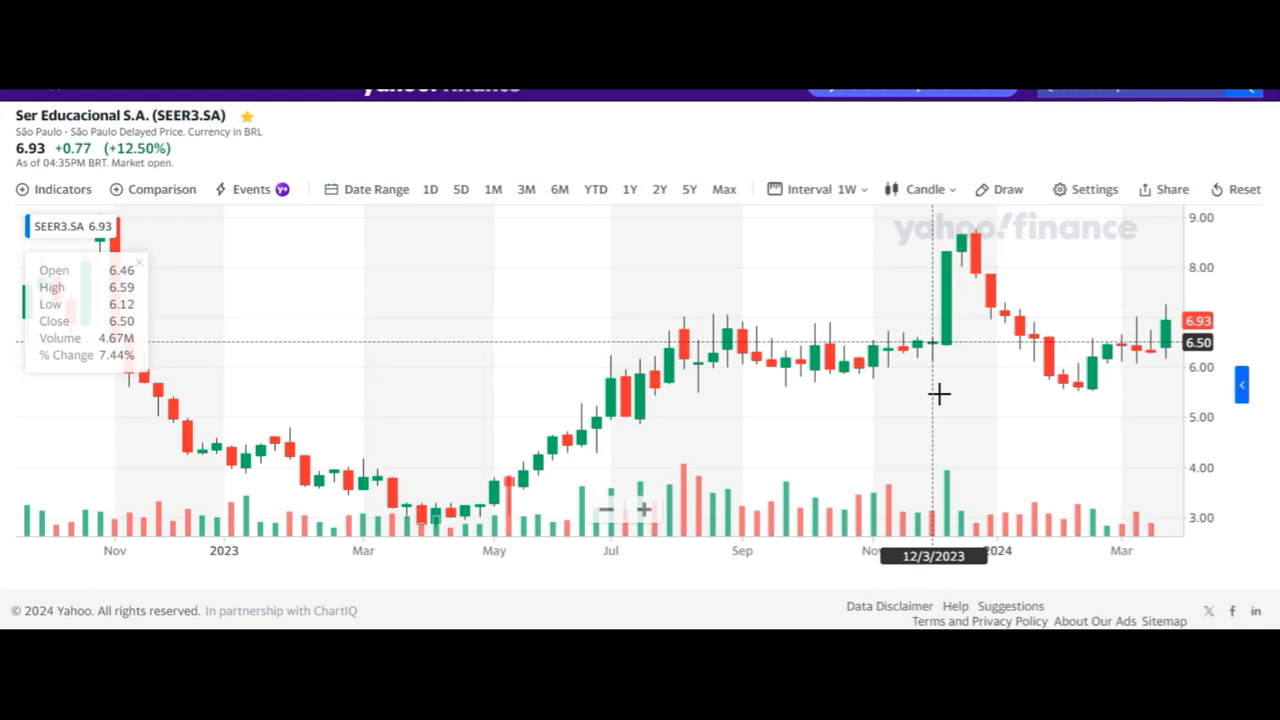 Ser Educacional S.A. (SEER3.SA)
São Paulo - São Paulo Delayed Price. Currency in BRL
6.93 +0.77 (+12.50%)
As of 04:35PM BRT. Market open.
Indicators Comparison Events Y+ Date Range 1D 5D 1M 3M 6M YTD 1Y 2Y 5Y Max Interval 1W Candle Draw Settings Share Reset
SEER3.SA 6.93
yahoo!finance
Open 6.46
High 6.59
Low 6.12
Close 6.50
Volume 4.67M
% Change 7.44%
9.00
8.00
6.93
6.50
6.00
5.00
4.00
3.00
Nov 2023 Mar May Jul Sep 12/3/2023 2024 Mar
© 2024 Yahoo. All rights reserved. In partnership with ChartIQ
Data Disclaimer Help Suggestions
Terms and Privacy Policy About Our Ads Sitemap